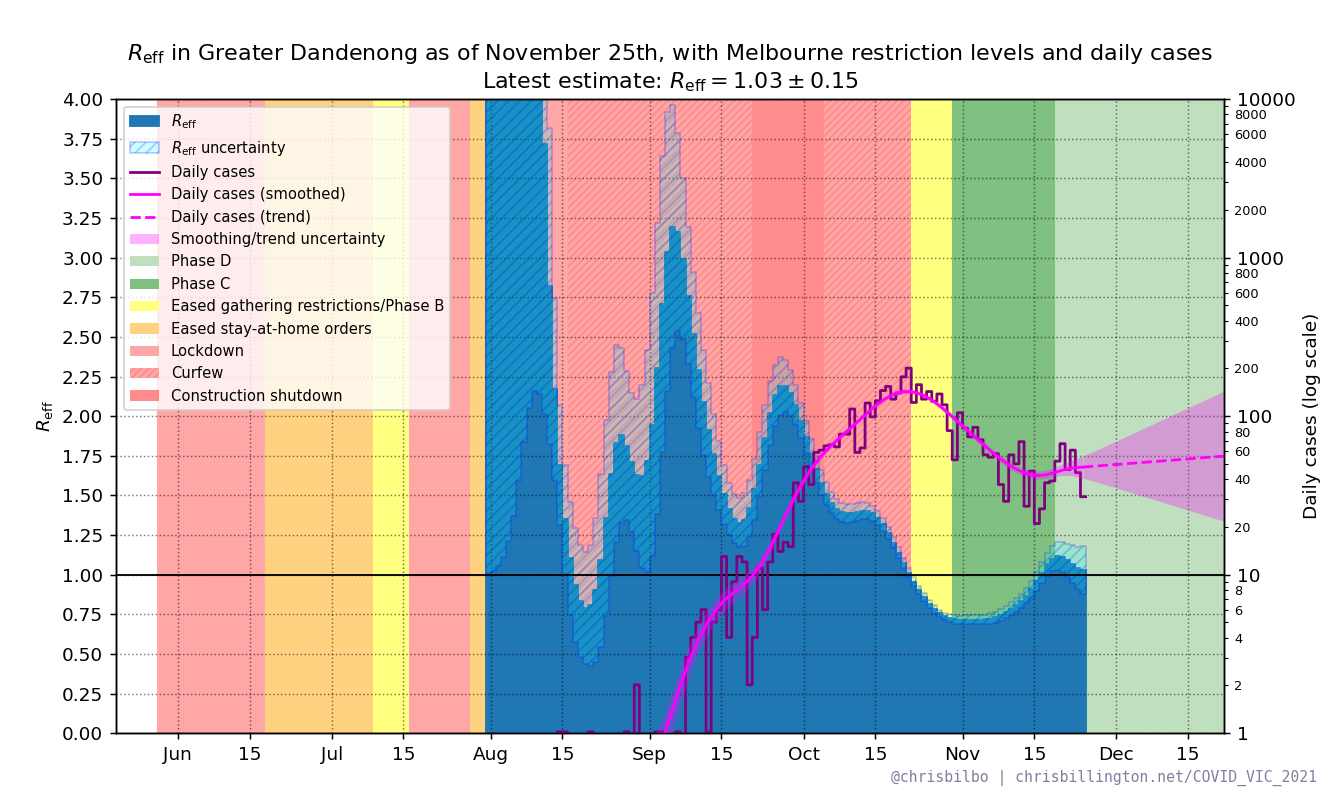 R_eff in Greater Dandenong as of November 25th, with Melbourne restriction levels and daily cases
Latest estimate: R_eff = 1.03 ± 0.15
R_eff
R_eff uncertainty
Daily cases
Daily cases (smoothed)
Daily cases (trend)
Smoothing/trend uncertainty
Phase D
Phase C
Eased gathering restrictions/Phase B
Eased stay-at-home orders
Lockdown
Curfew
Construction shutdown
R_eff
4.00
3.75
3.50
3.25
3.00
2.75
2.50
2.25
2.00
1.75
1.50
1.25
1.00
0.75
0.50
0.25
0.00
10000
8000
6000
4000
2000
1000
800
600
400
200
100
80
60
40
20
10
8
6
4
2
1
Daily cases (log scale)
Jun 15 Jul 15 Aug 15 Sep 15 Oct 15 Nov 15 Dec 15
@chrisbilbo | chrisbillington.net/COVID_VIC_2021